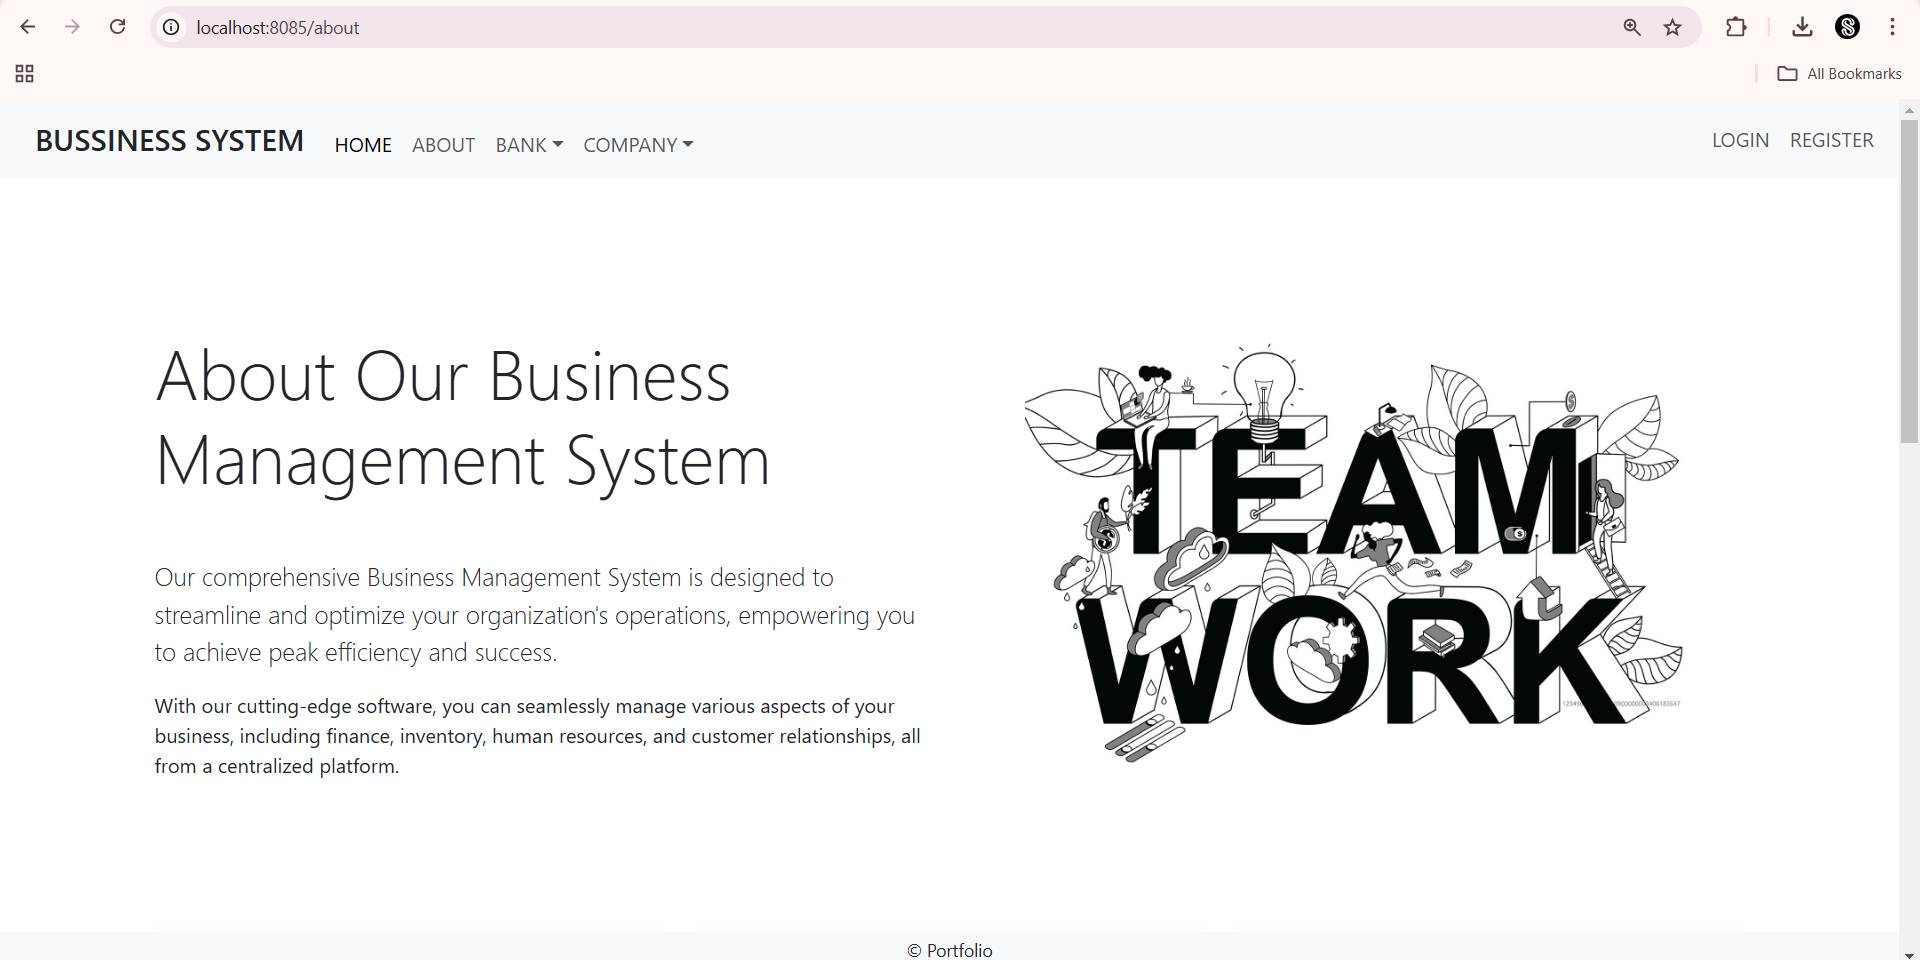 localhost:8085/about
All Bookmarks
BUSSINESS SYSTEM HOME ABOUT BANK COMPANY LOGIN REGISTER
About Our Business
Management System
Our comprehensive Business Management System is designed to
streamline and optimize your organization's operations, empowering you
to achieve peak efficiency and success.
With our cutting-edge software, you can seamlessly manage various aspects of your
business, including finance, inventory, human resources, and customer relationships, all
from a centralized platform.
TEAM
WORK
© Portfolio